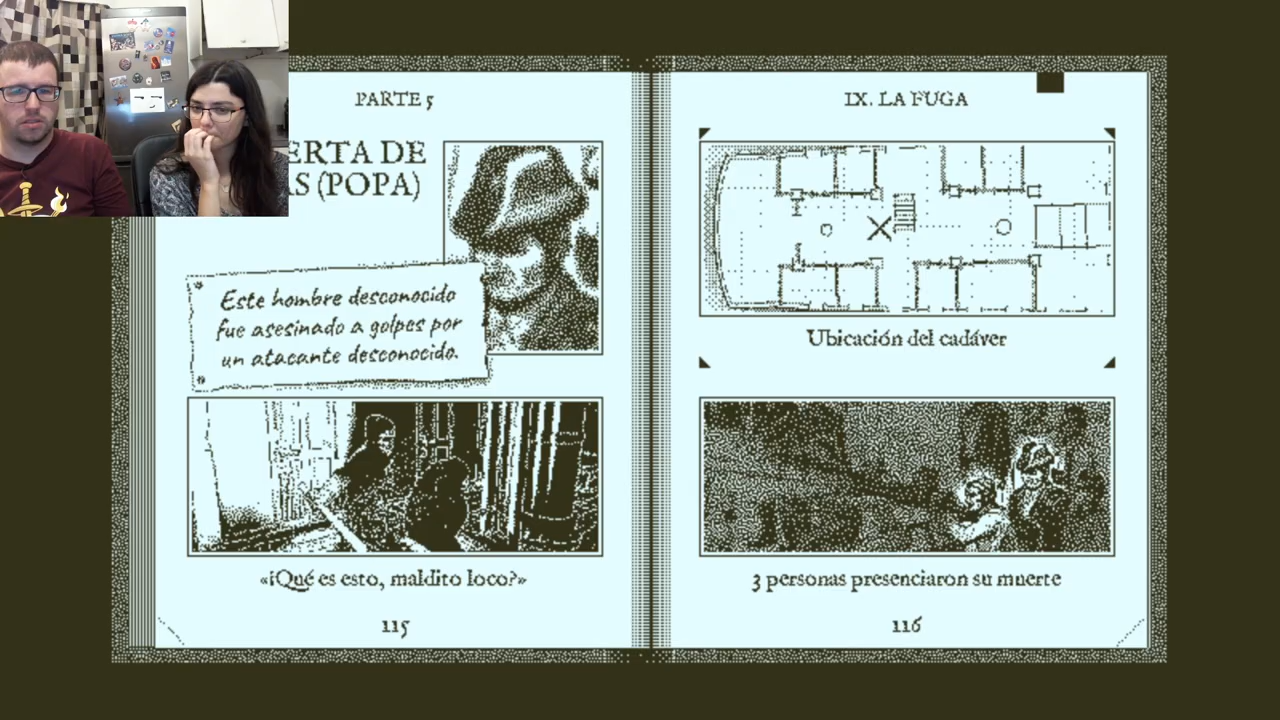 PARTE 5
ERTA DE
AS (POPA)
Este hombre desconocido
fue asesinado a golpes por
un atacante desconocido.
«¡Qué es esto, maldito loco?»
115
IX. LA FUGA
Ubicación del cadáver
3 personas presenciaron su muerte
116